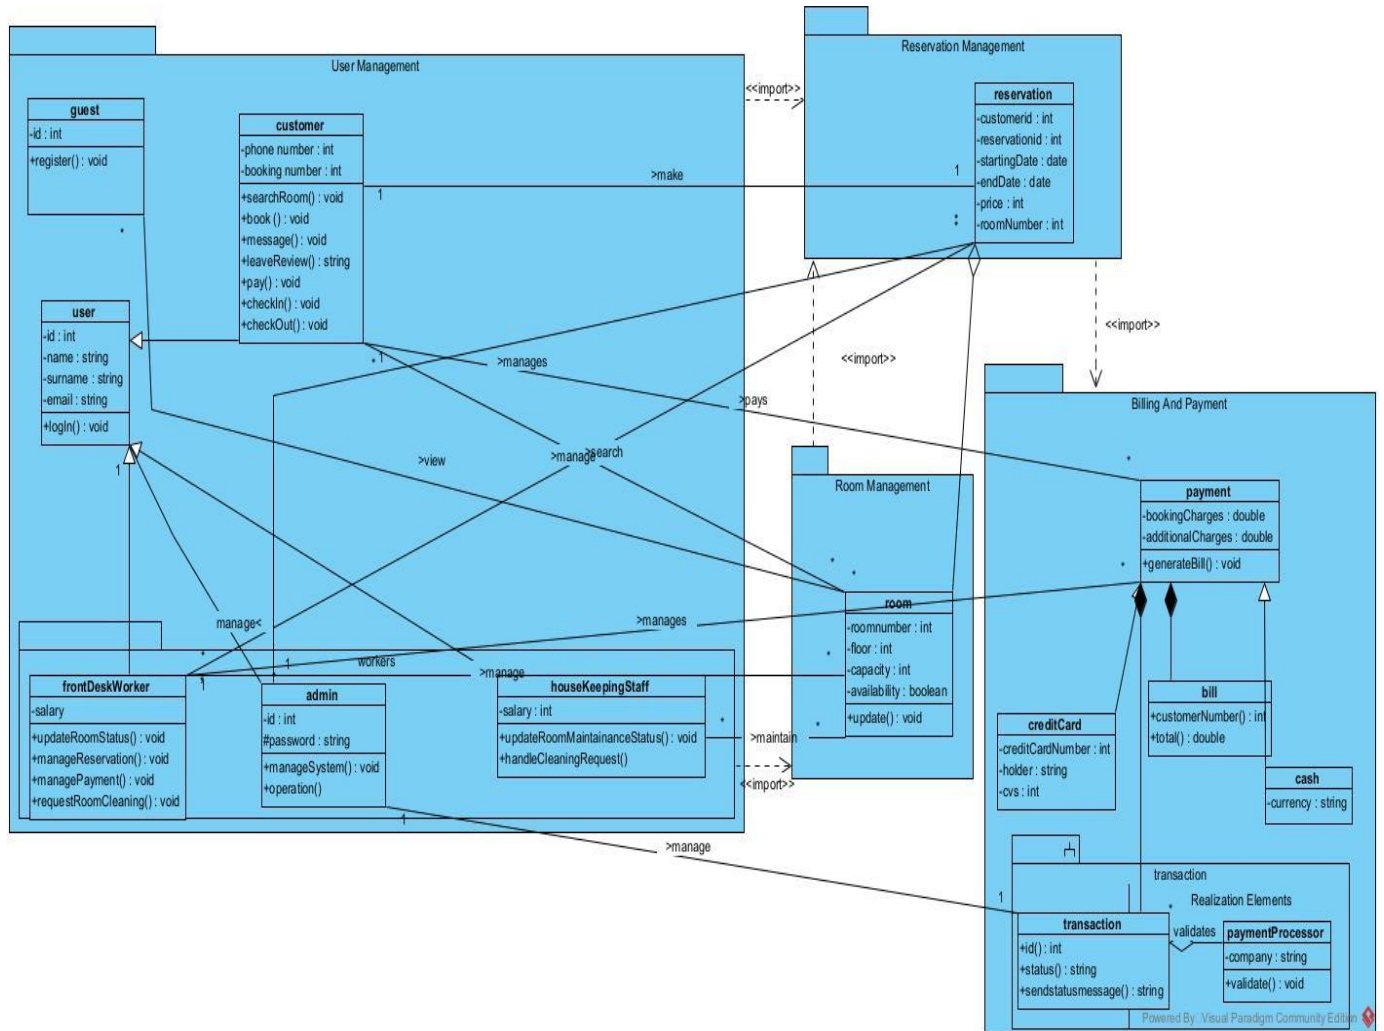 User Management
guest
-id : int
+register() : void
*
customer
-phone number : int
-booking number : int
+searchRoom() : void
+book () : void
+message() : void
+leaveReview() : string
+pay() : void
+checkIn() : void
+checkOut() : void
user
-id : int
-name : string
-surname : string
-email : string
+logIn() : void
<<import>>
Reservation Management
reservation
-customerid : int
-reservationid : int
-startingDate : date
-endDate : date
-price : int
-roomNumber : int
>make
1
1
*
*
*
1
>manages
>pays
<<import>>
<<import>>
>view
>manage
>search
1
manage<
>manages
workers
>manage
*
1
1
frontDeskWorker
-salary
+updateRoomStatus() : void
+manageReservation() : void
+managePayment() : void
+requestRoomCleaning() : void
admin
-id : int
#password : string
+manageSystem() : void
+operation()
houseKeepingStaff
-salary : int
+updateRoomMaintainanceStatus() : void
+handleCleaningRequest()
*
>maintain
*
<<import>>
1
>manage
1
Room Management
*
*
room
-roomnumber : int
-floor : int
-capacity : int
-availability : boolean
+update() : void
*
Billing And Payment
*
payment
-bookingCharges : double
-additionalCharges : double
+generateBill() : void
*
creditCard
-creditCardNumber : int
-holder : string
-cvs : int
bill
+customerNumber() : int
+total() : double
cash
-currency : string
transaction
Realization Elements
*
transaction
+id() : int
+status() : string
+sendstatusmessage() : string
validates
paymentProcessor
-company : string
+validate() : void
Powered By: Visual Paradigm Community Edition